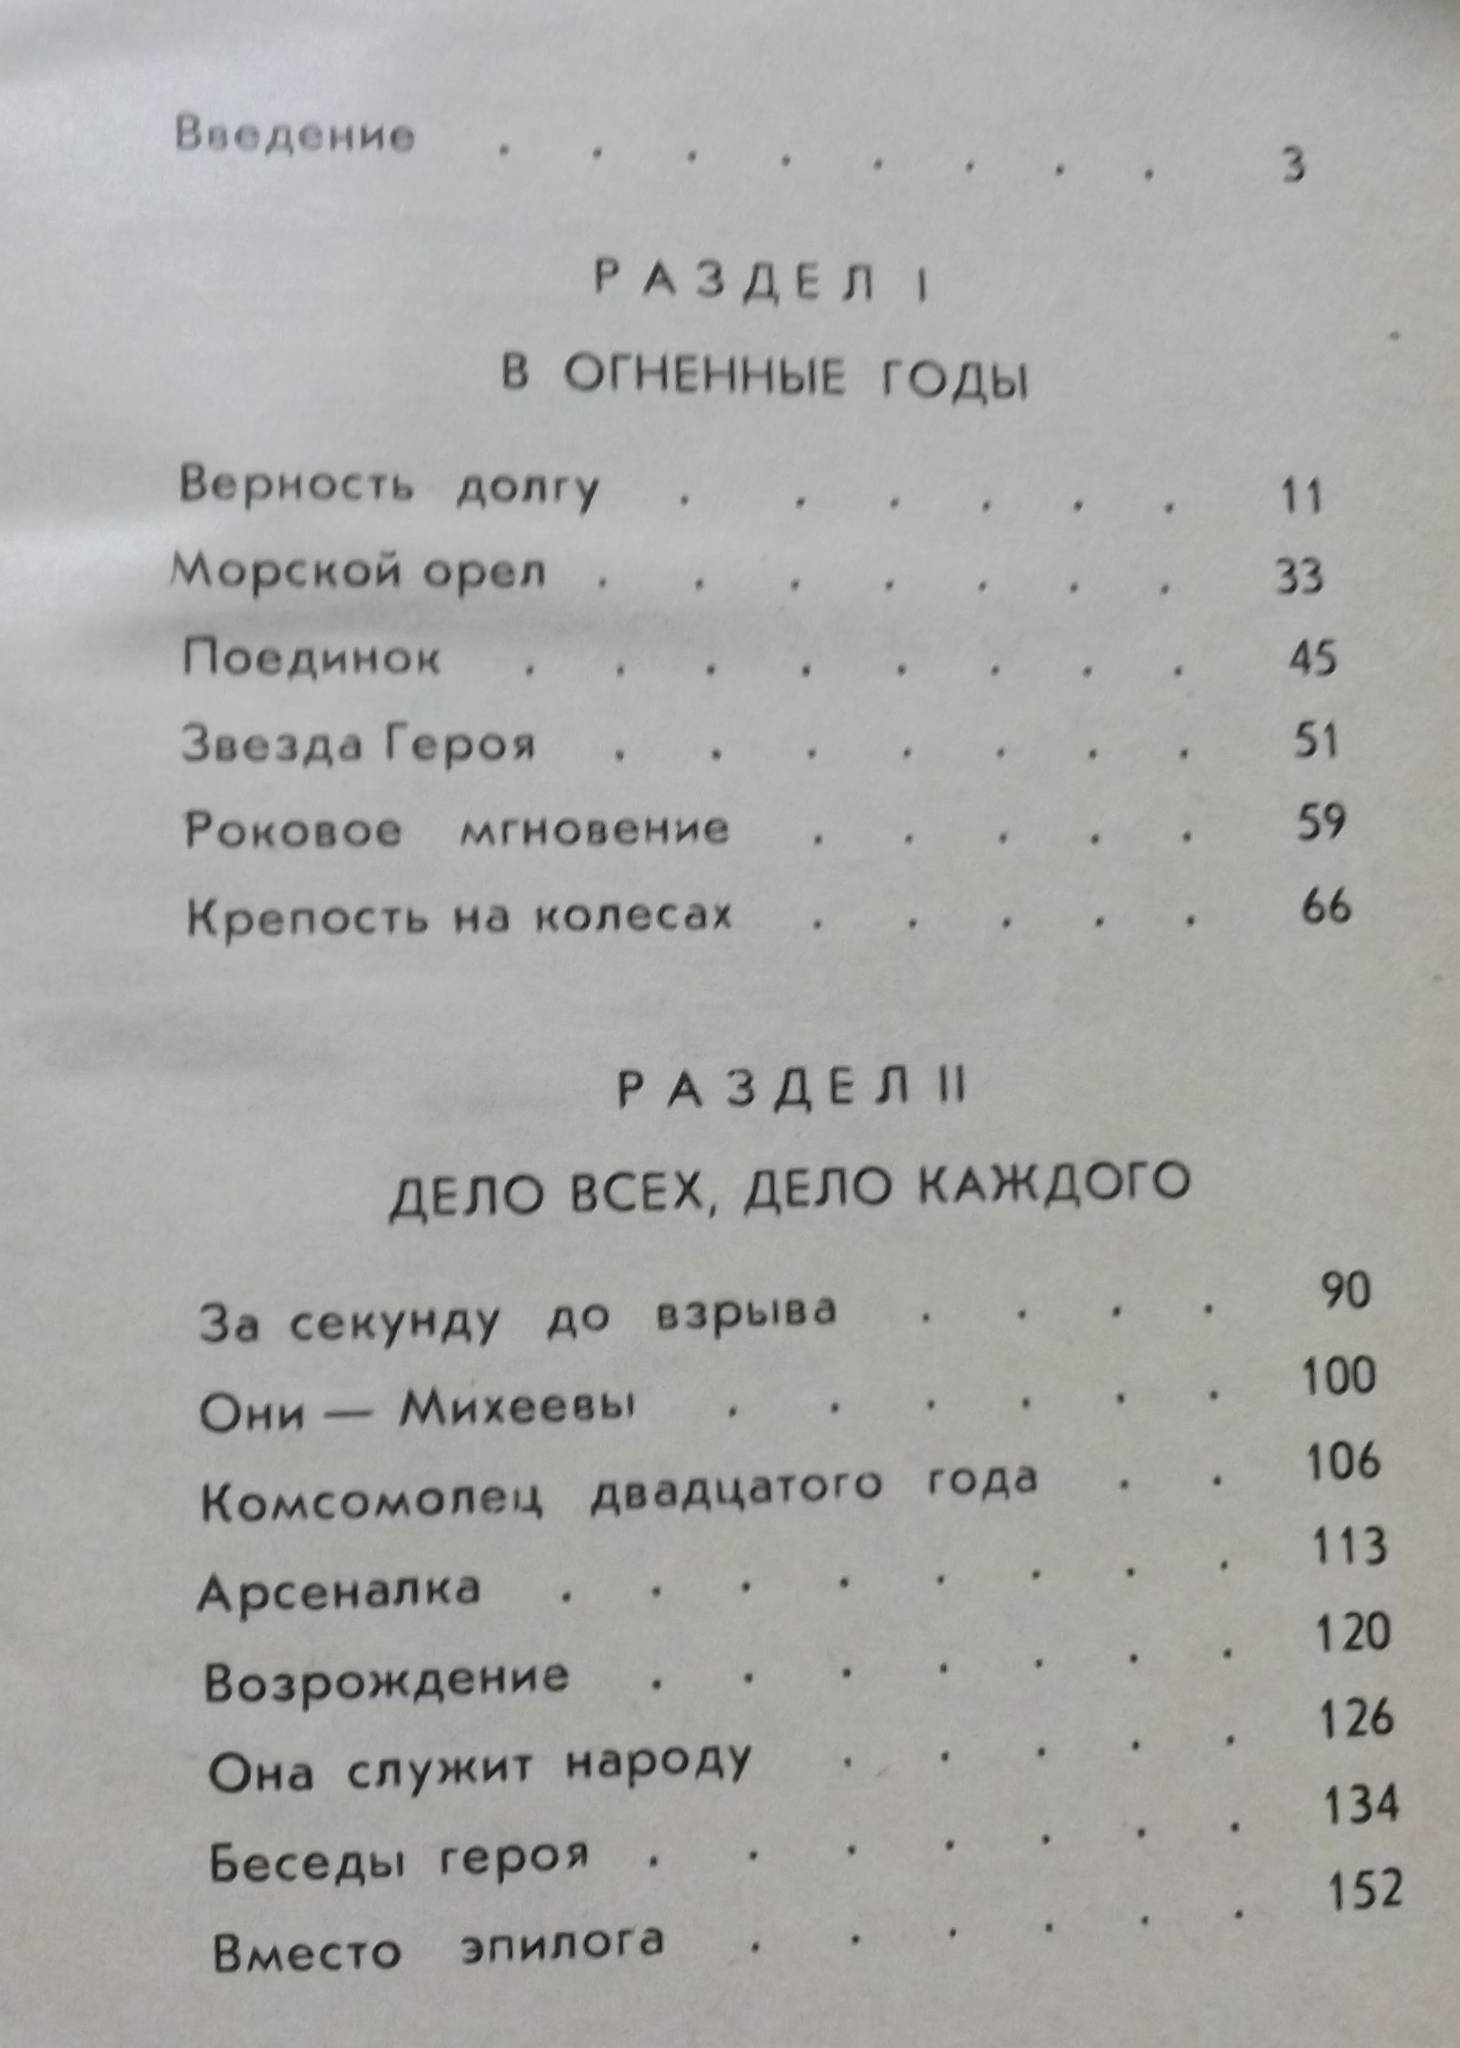 Введение . . . . . . . . 3
РАЗДЕЛ I
В ОГНЕННЫЕ ГОДЫ
Верность долгу . . . . . . 11
Морской орел . . . . . . . 33
Поединок . . . . . . . . 45
Звезда Героя . . . . . . . 51
Роковое мгновение . . . . . 59
Крепость на колесах . . . . . 66
РАЗДЕЛ II
ДЕЛО ВСЕХ, ДЕЛО КАЖДОГО
За секунду до взрыва . . . . 90
Они — Михеевы . . . . . . 100
Комсомолец двадцатого года . . 106
Арсеналка . . . . . . . . 113
Возрождение . . . . . . . 120
Она служит народу . . . . . 126
Беседы героя . . . . . . . 134
Вместо эпилога . . . . . . 152